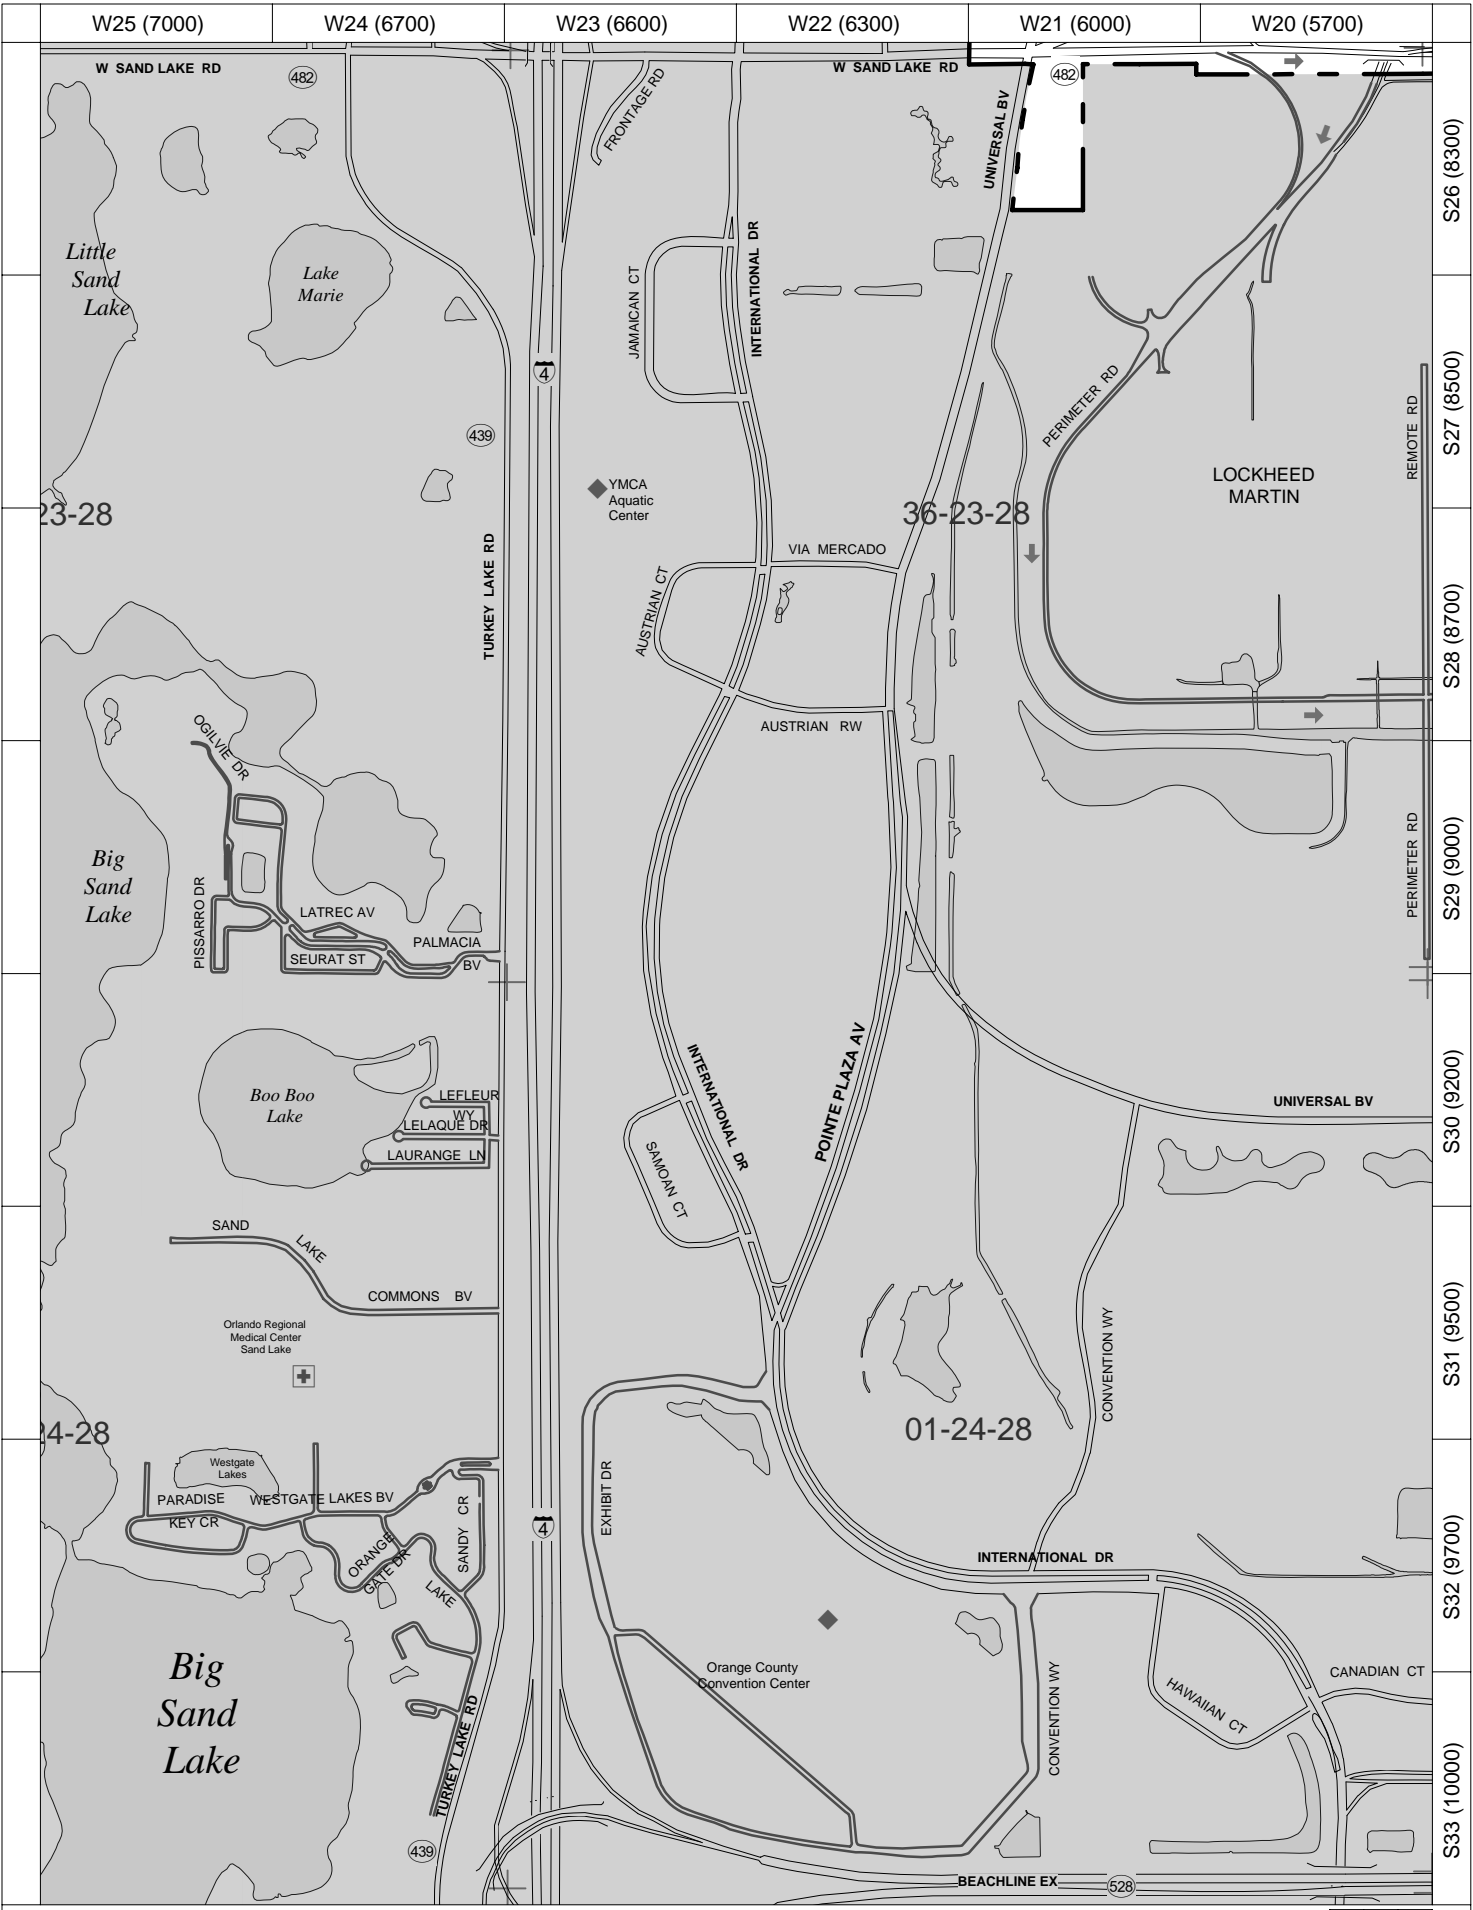 W25 (7000)
W24 (6700)
W23 (6600)
W22 (6300)
W21 (6000)
W20 (5700)
W SAND LAKE RD
482
FRONTAGE RD
W SAND LAKE RD
UNIVERSAL BV
482
S26 (8300)
Little
Sand
Lake
Lake
Marie
JAMAICAN CT
INTERNATIONAL DR
4
439
PERIMETER RD
REMOTE RD
S27 (8500)
LOCKHEED
MARTIN
YMCA
Aquatic
Center
23-28
36-23-28
TURKEY LAKE RD
VIA MERCADO
AUSTRIAN CT
S28 (8700)
AUSTRIAN RW
OGILVIE DR
Big
Sand
Lake
PISSARRO DR
LATREC AV
PALMACIA
BV
SEURAT ST
PERIMETER RD
S29 (9000)
INTERNATIONAL DR
POINTE PLAZA AV
Boo Boo
Lake
LEFLEUR
WY
LELAQUE DR
LAURANGE LN
UNIVERSAL BV
S30 (9200)
SAMOAN CT
SAND
LAKE
COMMONS BV
Orlando Regional
Medical Center
Sand Lake
CONVENTION WY
S31 (9500)
24-28
01-24-28
Westgate
Lakes
PARADISE
KEY CR
WESTGATE LAKES BV
ORANGE
GATE DR
SANDY CR
LAKE
EXHIBIT DR
4
INTERNATIONAL DR
S32 (9700)
Big
Sand
Lake
Orange County
Convention Center
CONVENTION WY
HAWAIIAN CT
CANADIAN CT
TURKEY LAKE RD
439
S33 (10000)
BEACHLINE EX
528